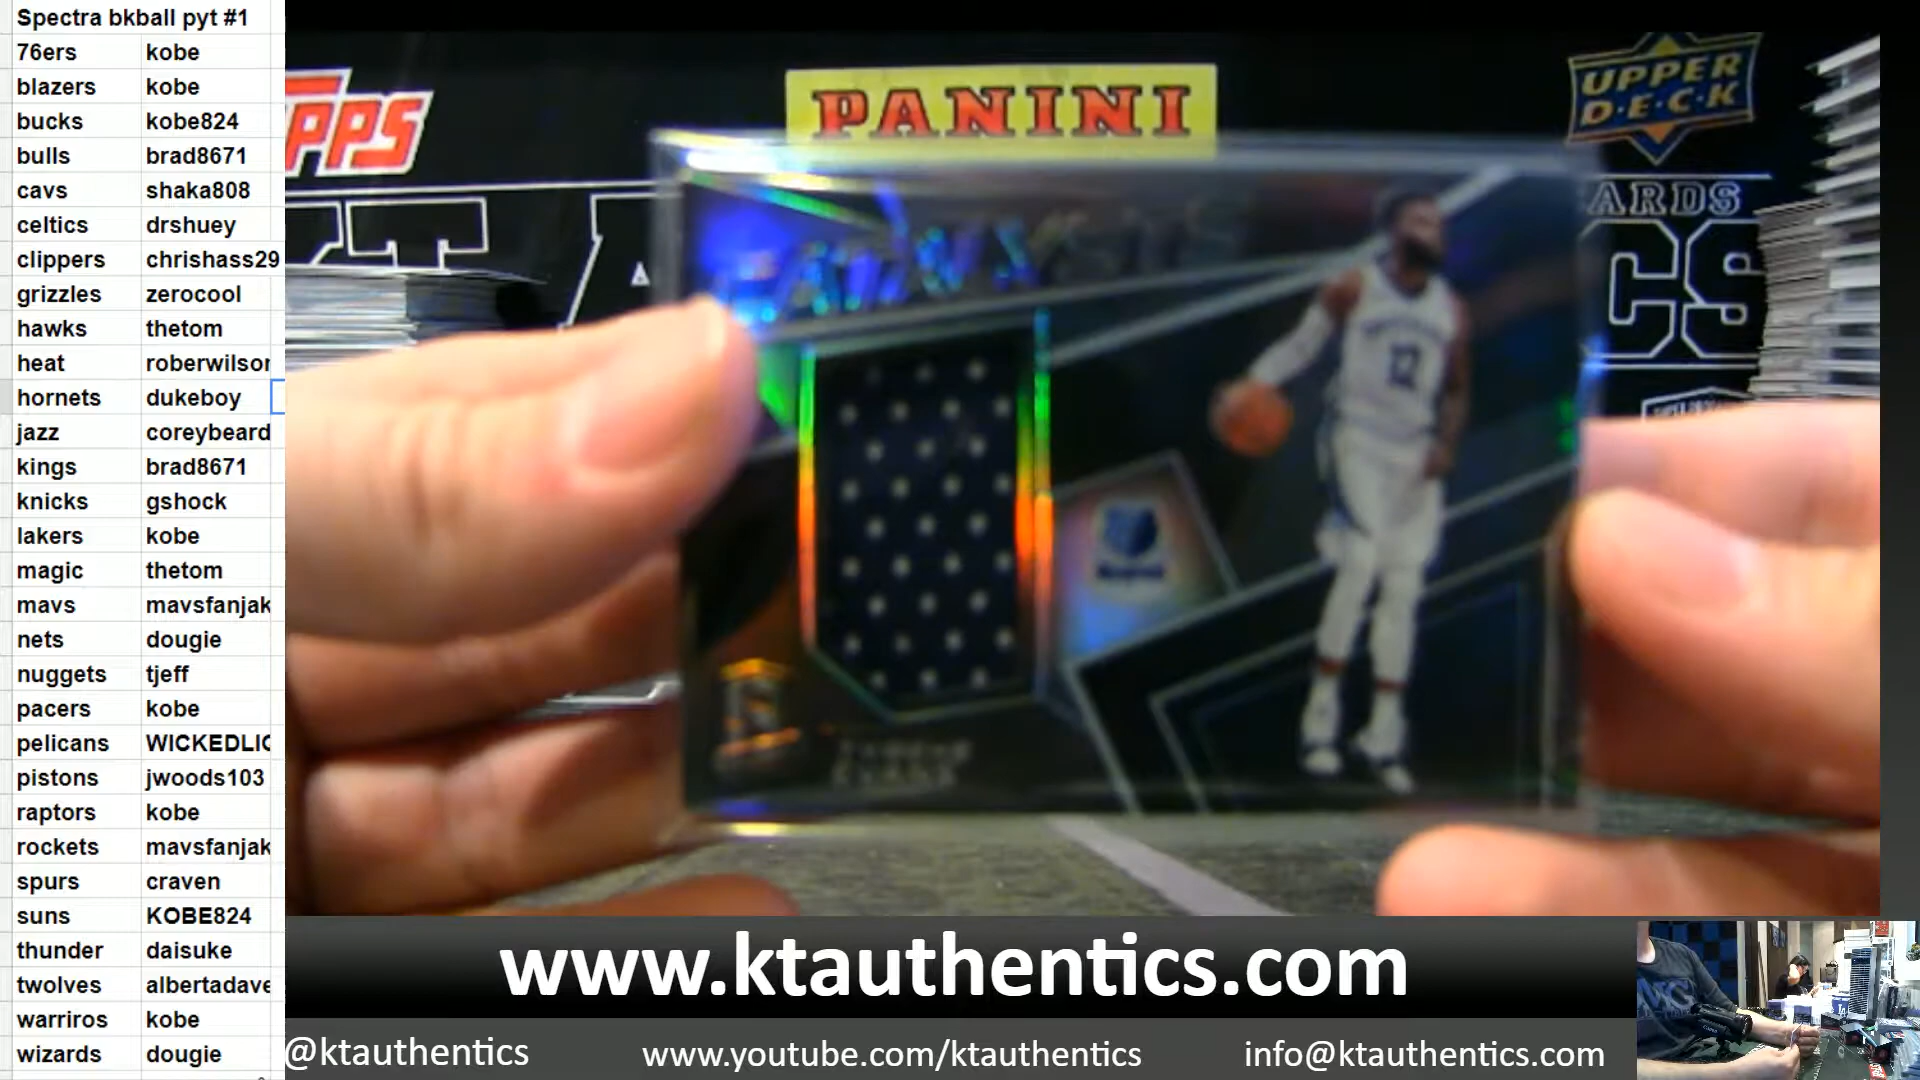 Spectra bkball pyt #1
76ers kobe
blazers kobe
bucks kobe824
bulls brad8671
cavs shaka808
celtics drshuey
clippers chrishass29
grizzles zerocool
hawks thetom
heat roberwilsor
hornets dukeboy
jazz coreybeard
kings brad8671
knicks gshock
lakers kobe
magic thetom
mavs mavsfanjak
nets dougie
nuggets tjeff
pacers kobe
pelicans WICKEDLIC
pistons jwoods103
raptors kobe
rockets mavsfanjak
spurs craven
suns KOBE824
thunder daisuke
twolves albertadave
warriros kobe
wizards dougie
PPS
PANINI
UPPER
D·E·C·K
ARDS
CS
12
www.ktauthentics.com
@ktauthentics
www.youtube.com/ktauthentics
info@ktauthentics.com